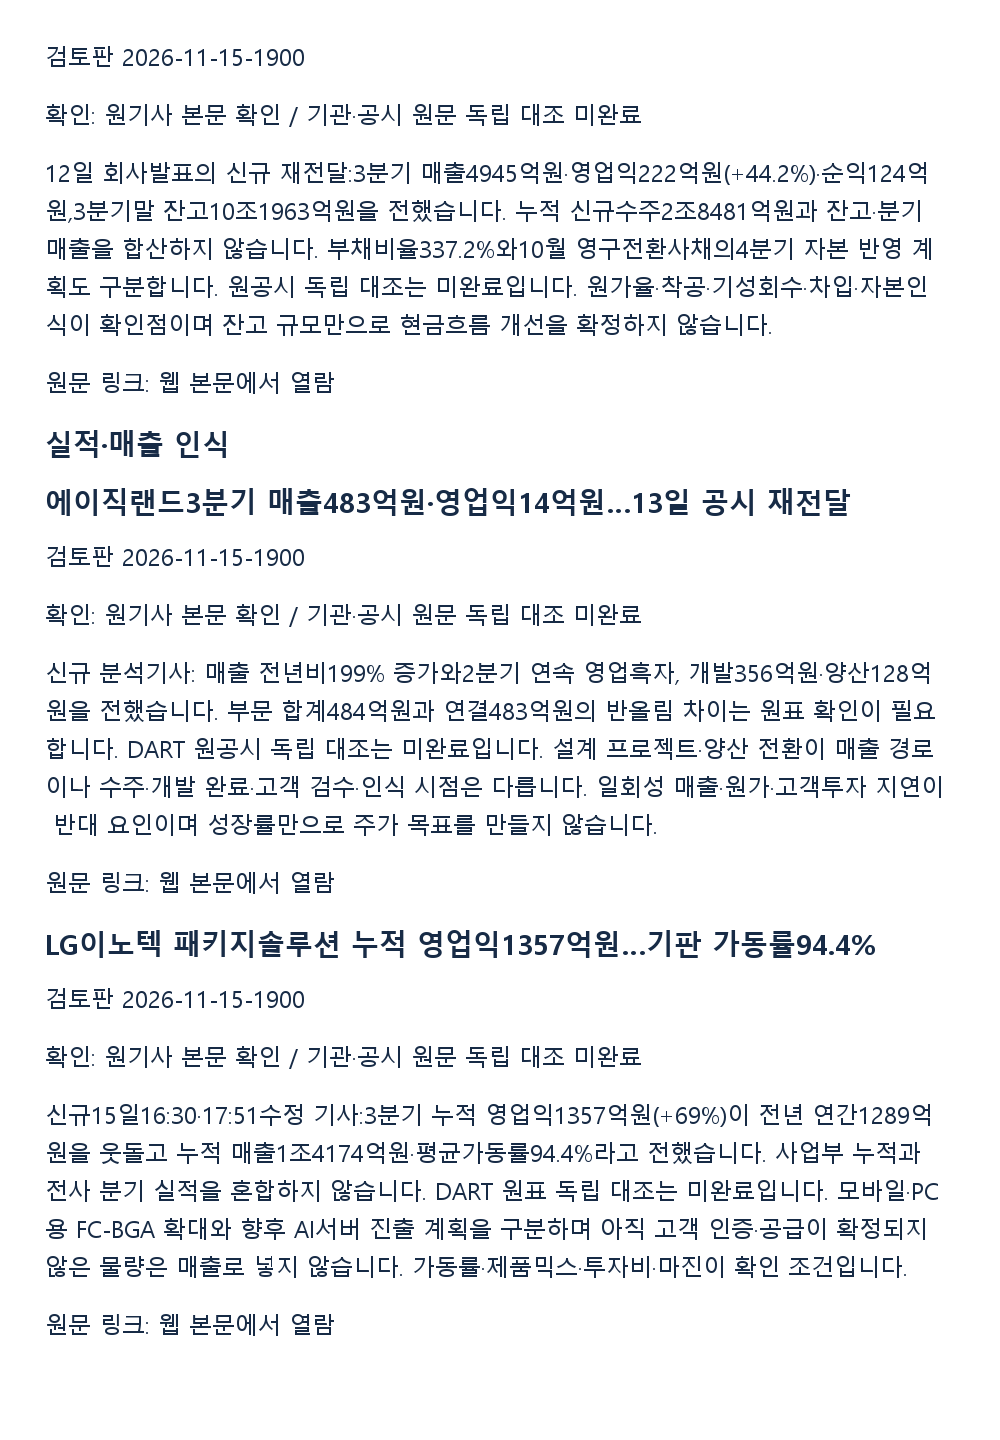 검토판 2026-11-15-1900
확인: 원기사 본문 확인 / 기관·공시 원문 독립 대조 미완료
12일 회사발표의 신규 재전달:3분기 매출4945억원·영업익222억원(+44.2%)·순익124억
원,3분기말 잔고10조1963억원을 전했습니다. 누적 신규수주2조8481억원과 잔고·분기
매출을 합산하지 않습니다. 부채비율337.2%와10월 영구전환사채의4분기 자본 반영 계
획도 구분합니다. 원공시 독립 대조는 미완료입니다. 원가율·착공·기성회수·차입·자본인
식이 확인점이며 잔고 규모만으로 현금흐름 개선을 확정하지 않습니다.
원문 링크: 웹 본문에서 열람
실적·매출 인식
에이직랜드3분기 매출483억원·영업익14억원…13일 공시 재전달
검토판 2026-11-15-1900
확인: 원기사 본문 확인 / 기관·공시 원문 독립 대조 미완료
신규 분석기사: 매출 전년비199% 증가와2분기 연속 영업흑자, 개발356억원·양산128억
원을 전했습니다. 부문 합계484억원과 연결483억원의 반올림 차이는 원표 확인이 필요
합니다. DART 원공시 독립 대조는 미완료입니다. 설계 프로젝트·양산 전환이 매출 경로
이나 수주·개발 완료·고객 검수·인식 시점은 다릅니다. 일회성 매출·원가·고객투자 지연이
반대 요인이며 성장률만으로 주가 목표를 만들지 않습니다.
원문 링크: 웹 본문에서 열람
LG이노텍 패키지솔루션 누적 영업익1357억원…기판 가동률94.4%
검토판 2026-11-15-1900
확인: 원기사 본문 확인 / 기관·공시 원문 독립 대조 미완료
신규15일16:30·17:51수정 기사:3분기 누적 영업익1357억원(+69%)이 전년 연간1289억
원을 웃돌고 누적 매출1조4174억원·평균가동률94.4%라고 전했습니다. 사업부 누적과
전사 분기 실적을 혼합하지 않습니다. DART 원표 독립 대조는 미완료입니다. 모바일·PC
용 FC-BGA 확대와 향후 AI서버 진출 계획을 구분하며 아직 고객 인증·공급이 확정되지
않은 물량은 매출로 넣지 않습니다. 가동률·제품믹스·투자비·마진이 확인 조건입니다.
원문 링크: 웹 본문에서 열람